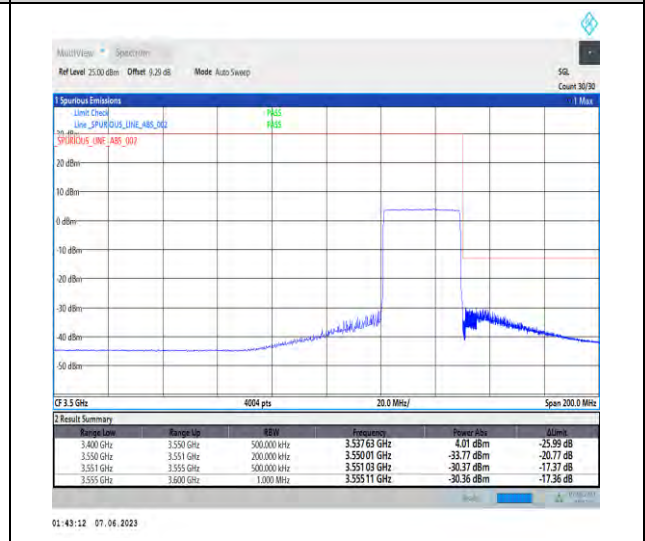 MultiView Spectrum
Ref Level 25.00 dBm Offset 9.29 dB Mode Auto Sweep SGL
Count 30/30
1 Spurious Emissions 1 Max
Limit Check PASS
Line _SPURIOUS_LINE_ABS_002 PASS
30 dBm
_SPURIOUS_LINE_ABS_002
20 dBm
10 dBm
0 dBm
-10 dBm
-20 dBm
-30 dBm
-40 dBm
-50 dBm
CF 3.5 GHz 4004 pts 20.0 MHz/ Span 200.0 MHz
2 Result Summary
Range Low Range Up RBW Frequency Power Abs ΔLimit
3.400 GHz 3.550 GHz 500.000 kHz 3.537 63 GHz 4.01 dBm -25.99 dB
3.550 GHz 3.551 GHz 200.000 kHz 3.550 01 GHz -33.77 dBm -20.77 dB
3.551 GHz 3.555 GHz 500.000 kHz 3.551 03 GHz -30.37 dBm -17.37 dB
3.555 GHz 3.600 GHz 1.000 MHz 3.555 11 GHz -30.36 dBm -17.36 dB
01:43:12 07.06.2023